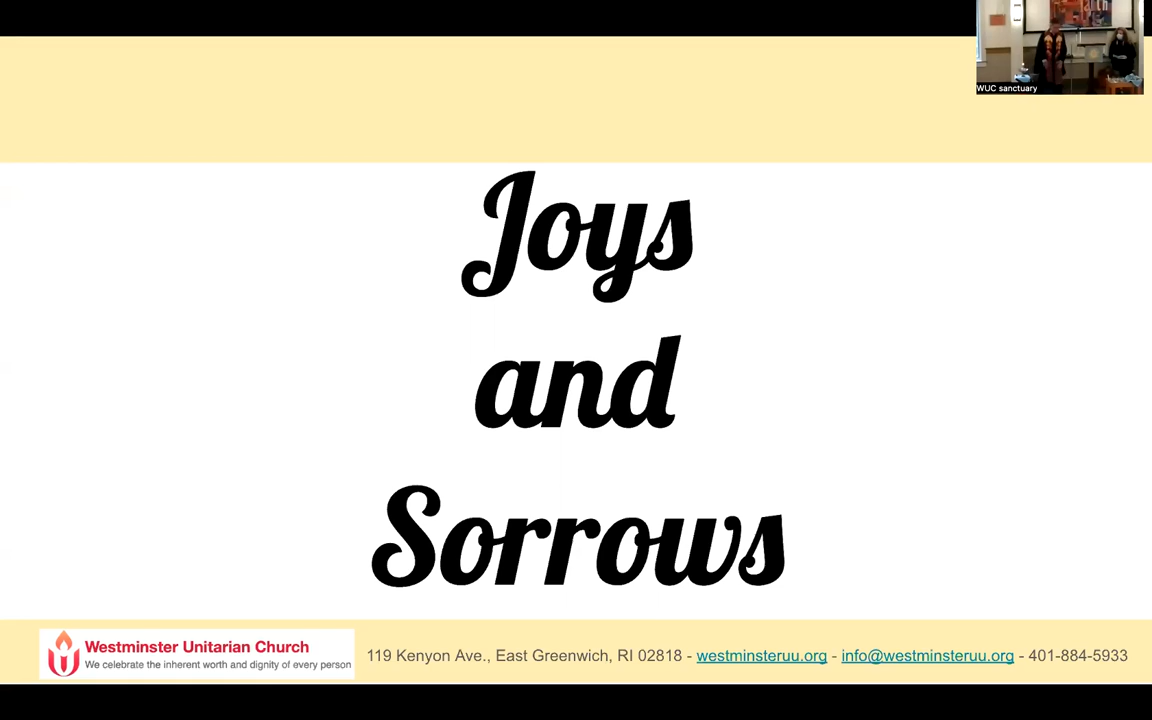 WUC sanctuary
Joys
and
Sorrows
Westminster Unitarian Church
We celebrate the inherent worth and dignity of every person
119 Kenyon Ave., East Greenwich, RI 02818 - westminsteruu.org - info@westminsteruu.org - 401-884-5933